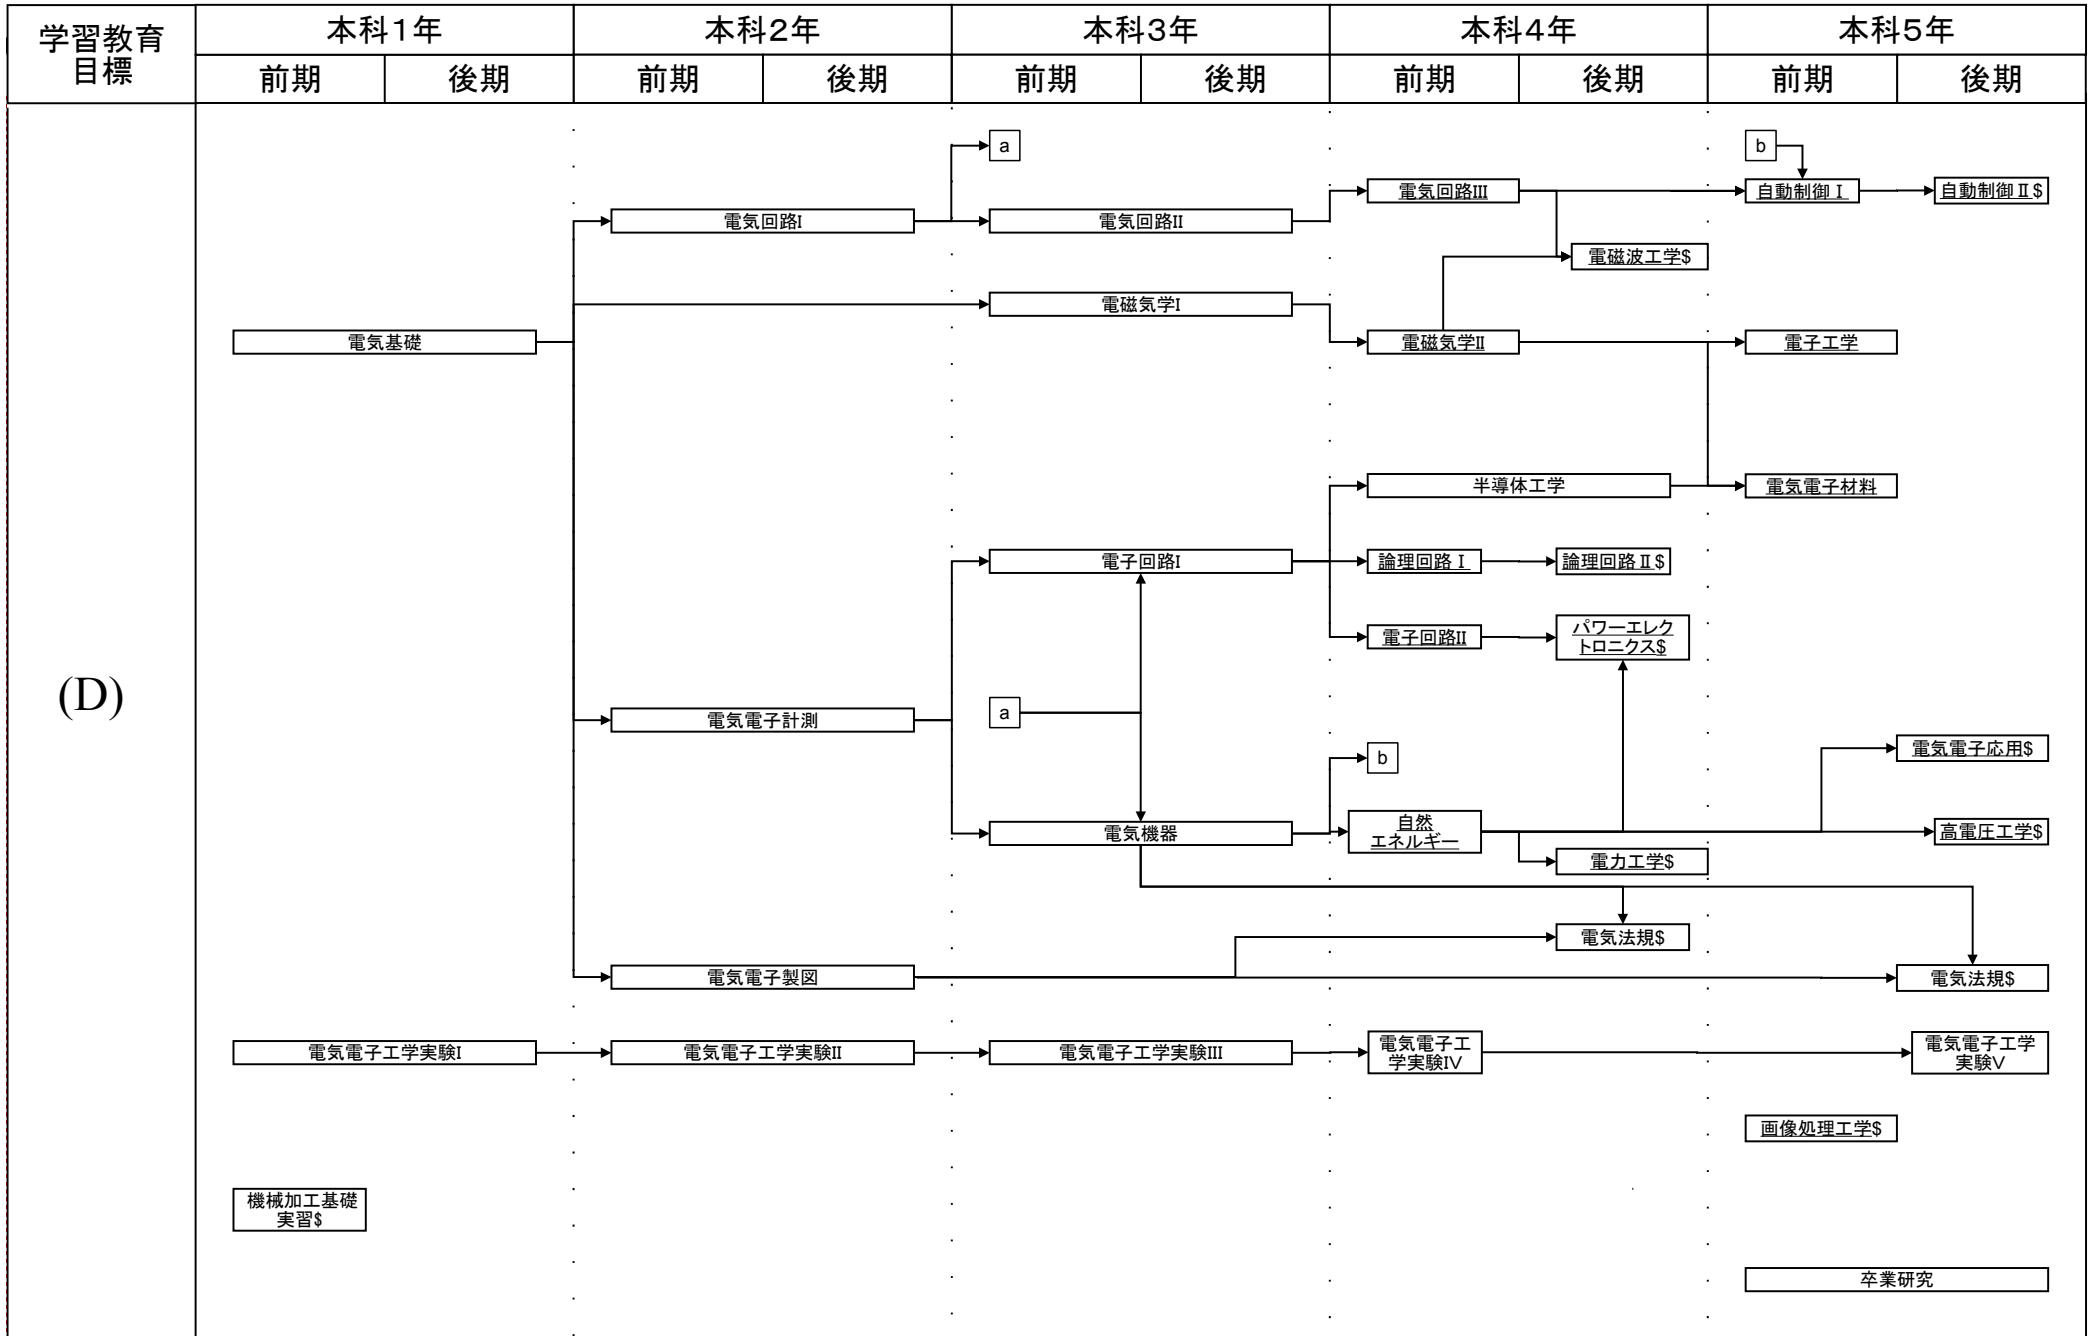 学習教育
目標
本科1年
本科2年
本科3年
本科4年
本科5年
前期
後期
前期
後期
前期
後期
前期
後期
前期
後期
(D)
a
b
電気回路III
自動制御Ⅰ
自動制御Ⅱ$
電気回路I
電気回路II
電磁波工学$
電磁気学I
電気基礎
電磁気学II
電子工学
半導体工学
電気電子材料
電子回路I
論理回路Ⅰ
論理回路Ⅱ$
電子回路II
パワーエレク
トロニクス$
a
電気電子計測
b
電気電子応用$
電気機器
自然
エネルギー
高電圧工学$
電力工学$
電気法規$
電気電子製図
電気法規$
電気電子工学実験I
電気電子工学実験II
電気電子工学実験III
電気電子工
学実験IV
電気電子工学
実験V
画像処理工学$
機械加工基礎
実習$
卒業研究